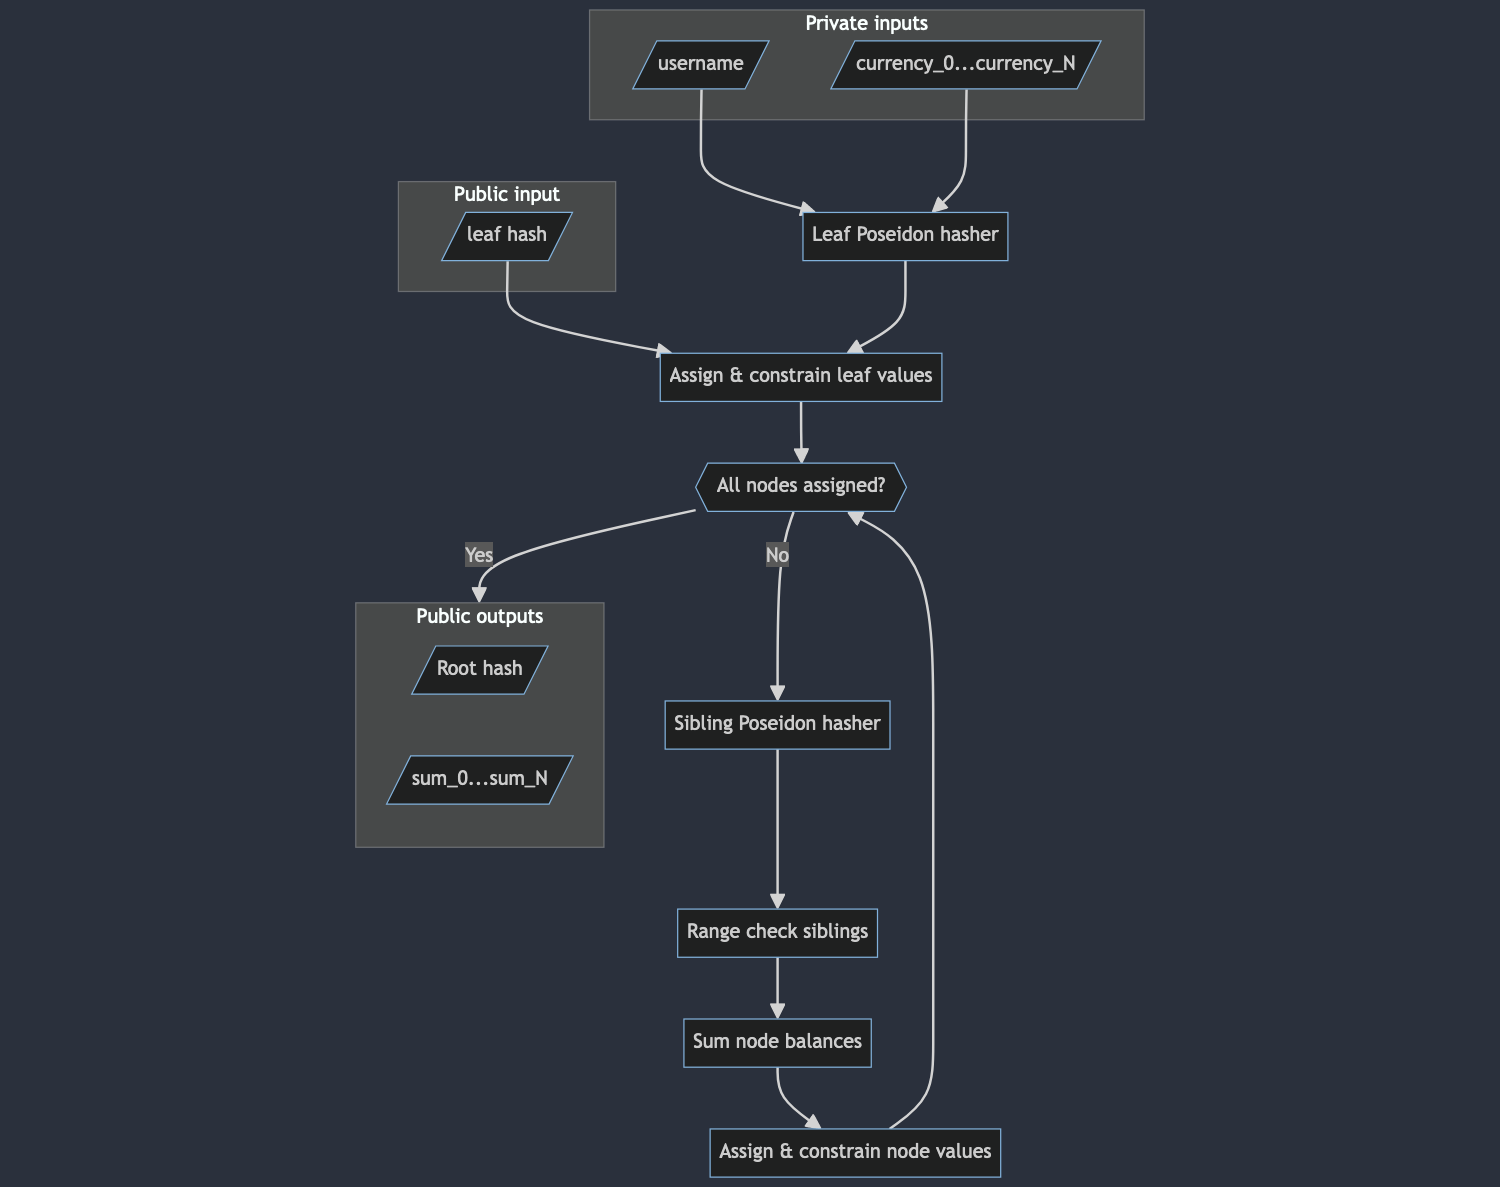 Private inputs
username
currency_0...currency_N
Public input
leaf hash
Leaf Poseidon hasher
Assign & constrain leaf values
All nodes assigned?
Yes
No
Public outputs
Root hash
sum_0...sum_N
Sibling Poseidon hasher
Range check siblings
Sum node balances
Assign & constrain node values